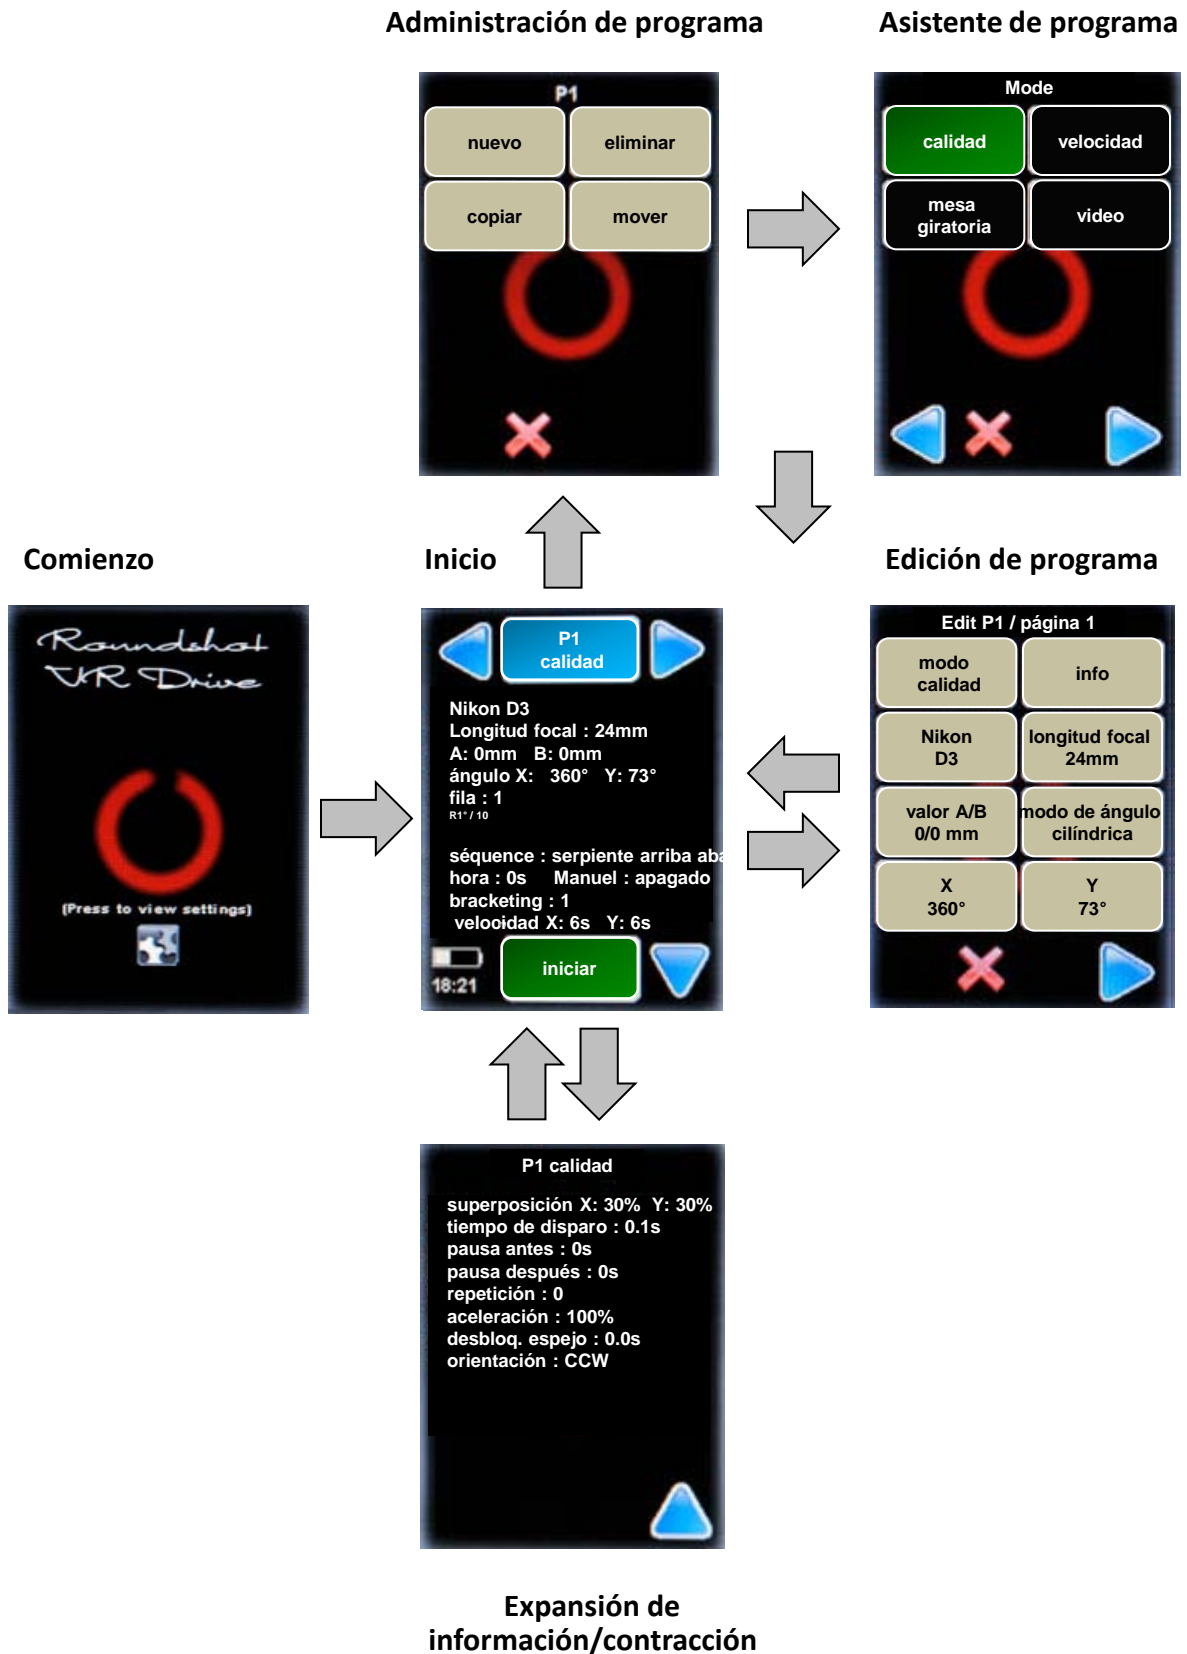 Administración de programa
Asistente de programa
P1
nuevo
eliminar
copiar
mover
Mode
calidad
velocidad
mesa
giratoria
video
Comienzo
Inicio
Edición de programa
Roundshot
VR Drive
(Press to view settings)
P1
calidad
Nikon D3
Longitud focal : 24mm
A: 0mm B: 0mm
ángulo X: 360° Y: 73°
fila : 1
R1° / 10
séquence : serpiente arriba aba
hora : 0s Manuel : apagado
bracketing : 1
velocidad X: 6s Y: 6s
18:21
iniciar
Edit P1 / página 1
modo
calidad
info
Nikon
D3
longitud focal
24mm
valor A/B
0/0 mm
modo de ángulo
cilíndrica
X
360°
Y
73°
P1 calidad
superposición X: 30% Y: 30%
tiempo de disparo : 0.1s
pausa antes : 0s
pausa después : 0s
repetición : 0
aceleración : 100%
desbloq. espejo : 0.0s
orientación : CCW
Expansión de
información/contracción